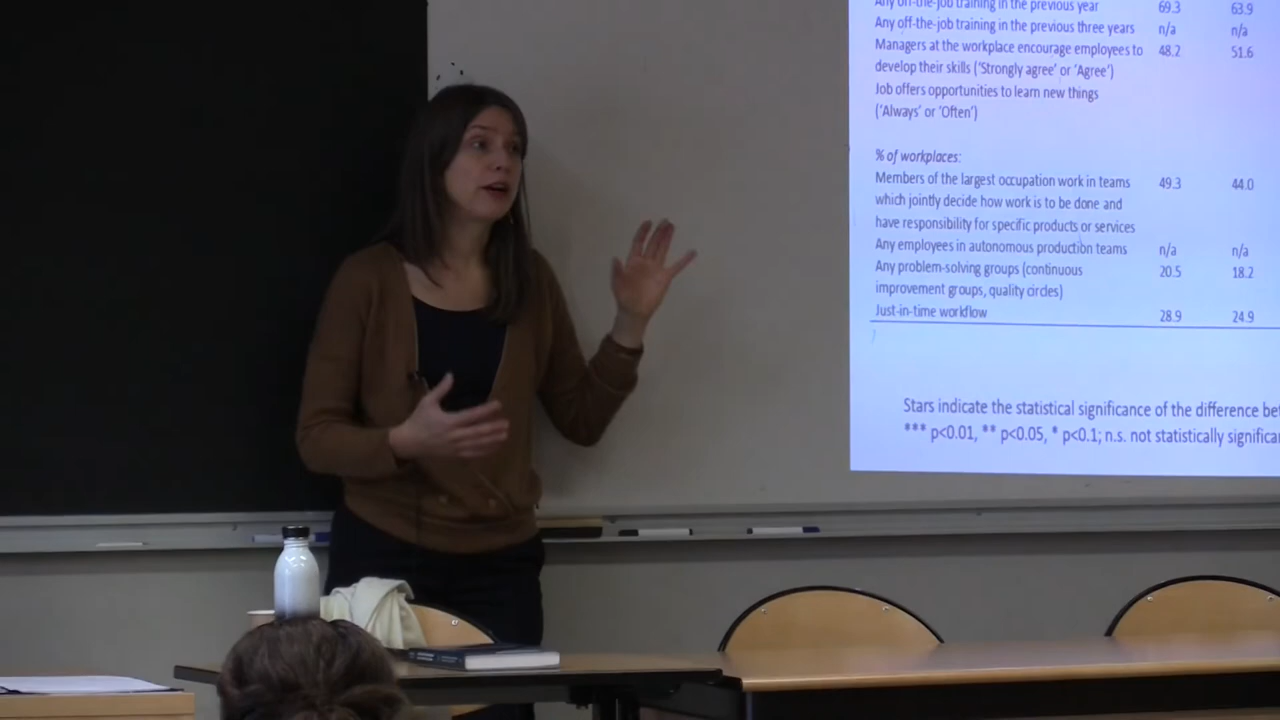 Any off-the-job training in the previous year 69.3 63.9
Any off-the-job training in the previous three years n/a n/a
Managers at the workplace encourage employees to 48.2 51.6
develop their skills ('Strongly agree' or 'Agree')
Job offers opportunities to learn new things
('Always' or 'Often')
% of workplaces:
Members of the largest occupation work in teams 49.3 44.0
which jointly decide how work is to be done and
have responsibility for specific products or services
Any employees in autonomous production teams n/a n/a
Any problem-solving groups (continuous 20.5 18.2
improvement groups, quality circles)
Just-in-time workflow 28.9 24.9
7
Stars indicate the statistical significance of the difference
*** p<0.01, ** p<0.05, * p<0.1; n.s. not statistically